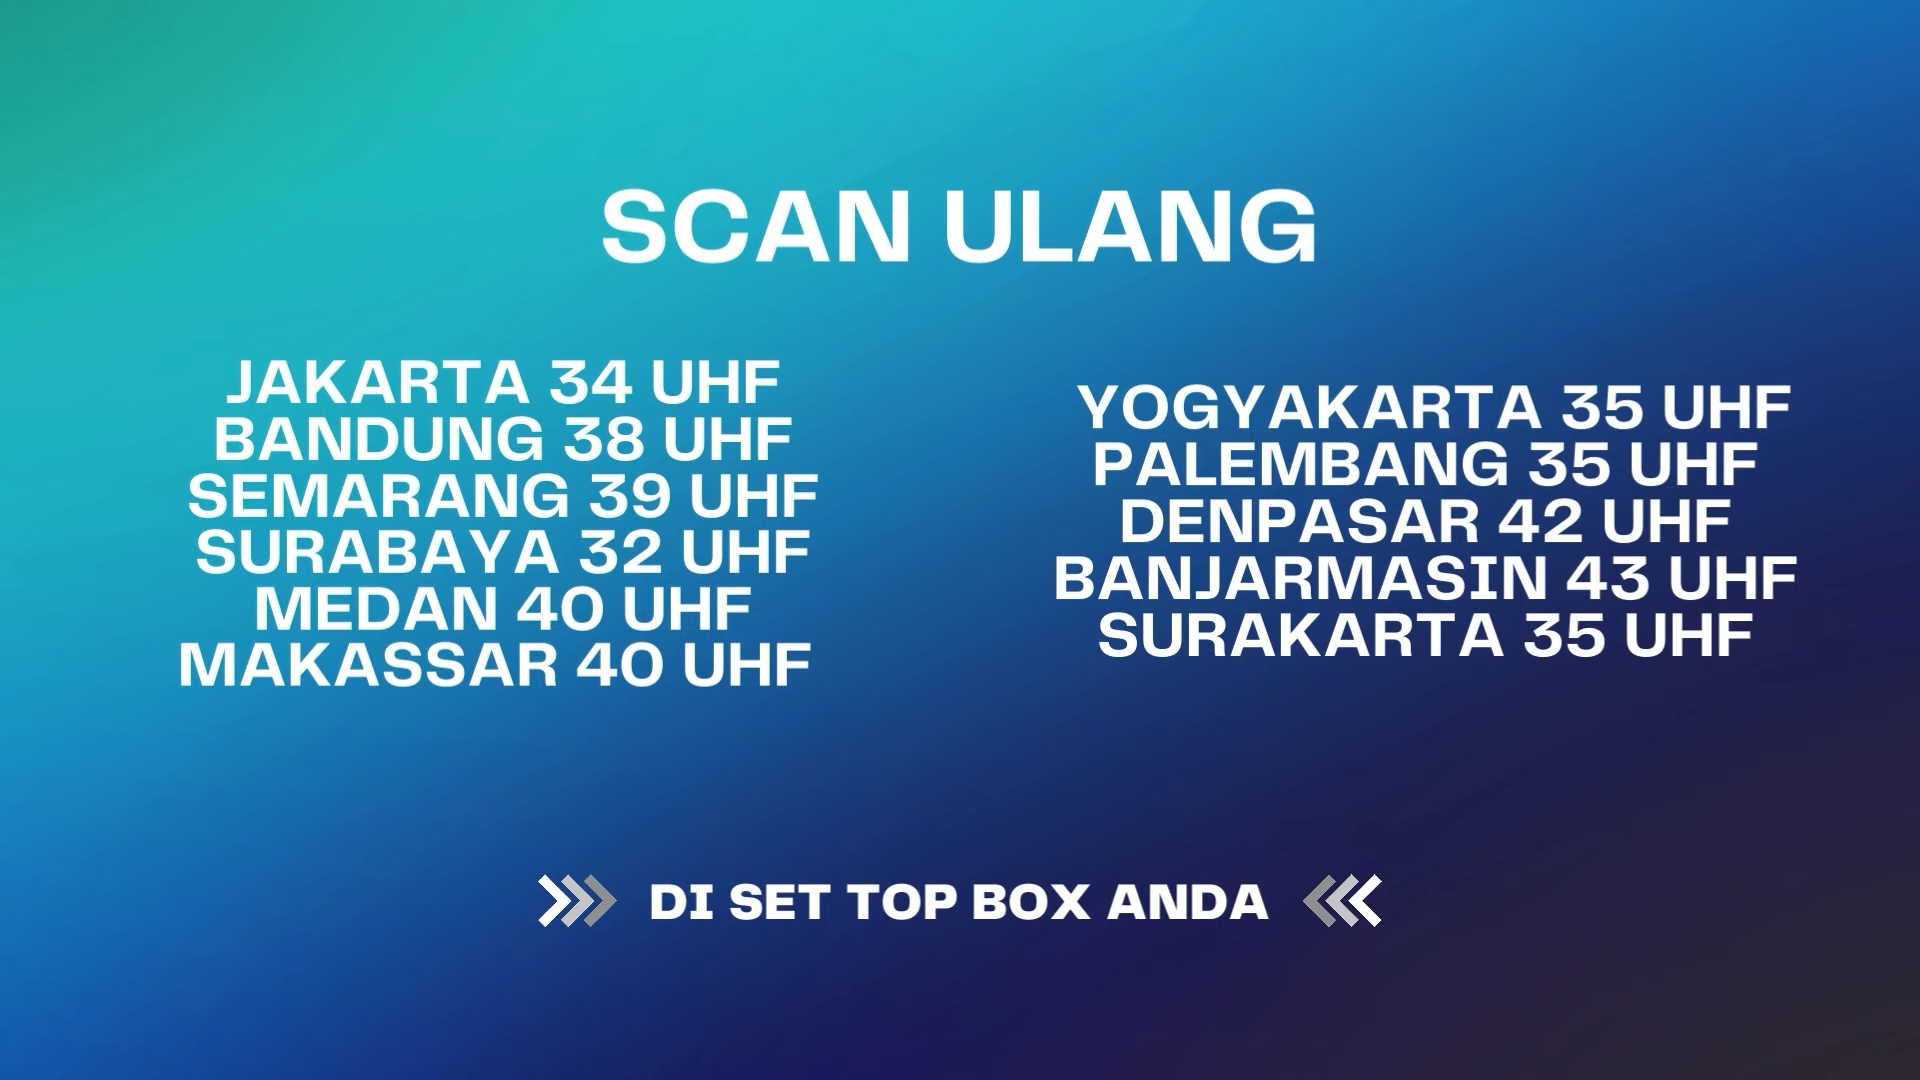 SCAN ULANG
JAKARTA 34 UHF
BANDUNG 38 UHF
SEMARANG 39 UHF
SURABAYA 32 UHF
MEDAN 40 UHF
MAKASSAR 40 UHF
YOGYAKARTA 35 UHF
PALEMBANG 35 UHF
DENPASAR 42 UHF
BANJARMASIN 43 UHF
SURAKARTA 35 UHF
DI SET TOP BOX ANDA